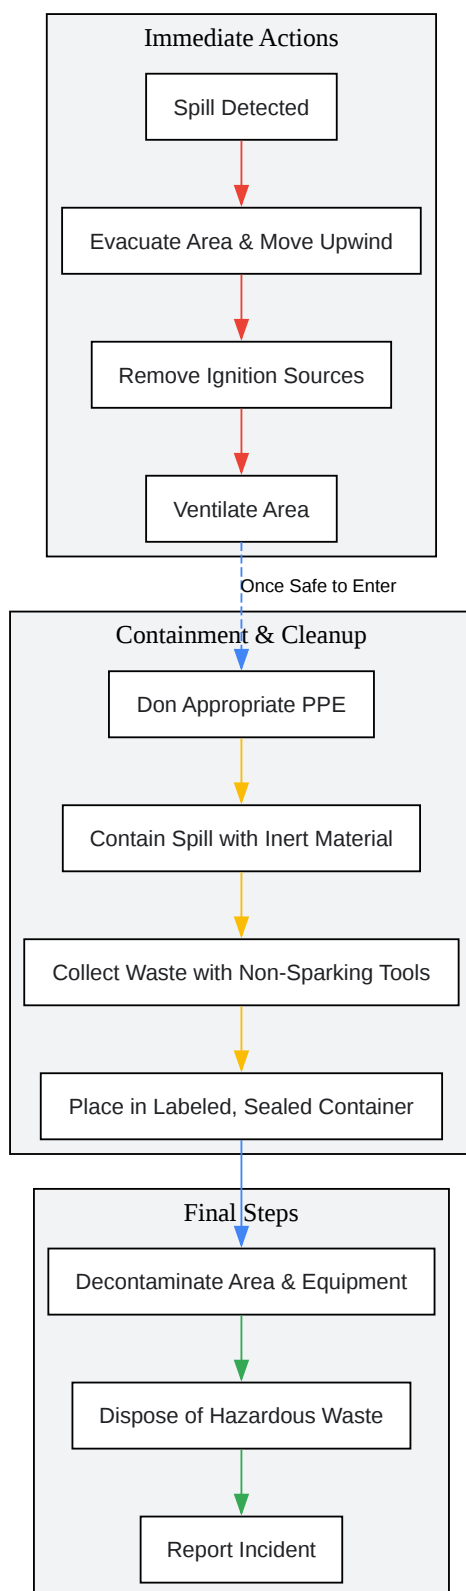 Immediate Actions
Spill Detected
Evacuate Area & Move Upwind
Remove Ignition Sources
Ventilate Area
Once Safe to Enter
Containment & Cleanup
Don Appropriate PPE
Contain Spill with Inert Material
Collect Waste with Non-Sparking Tools
Place in Labeled, Sealed Container
Final Steps
Decontaminate Area & Equipment
Dispose of Hazardous Waste
Report Incident